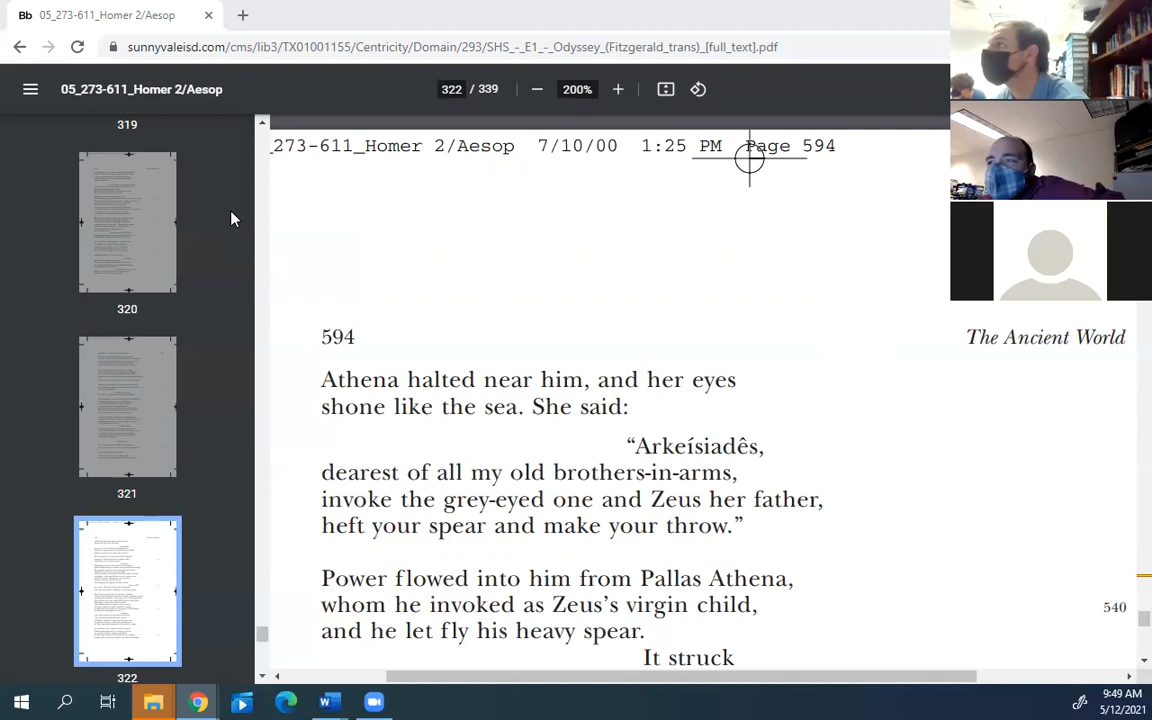 Bb 05_273-611_Homer 2/Aesop
sunnyvaleisd.com/cms/lib3/TX01001155/Centricity/Domain/293/SHS_-_E1_-_Odyssey_(Fitzgerald_trans)_[full_text].pdf
05_273-611_Homer 2/Aesop 322 / 339 200%
319
320
321
322
_273-611_Homer 2/Aesop 7/10/00 1:25 PM Page 594
594 The Ancient World
Athena halted near him, and her eyes
shone like the sea. She said:
“Arkeísiadês,
dearest of all my old brothers-in-arms,
invoke the grey-eyed one and Zeus her father,
heft your spear and make your throw.”
Power flowed into him from Pallas Athena,
whom he invoked as Zeus’s virgin child, 540
and he let fly his heavy spear.
It struck
9:49 AM
5/12/2021